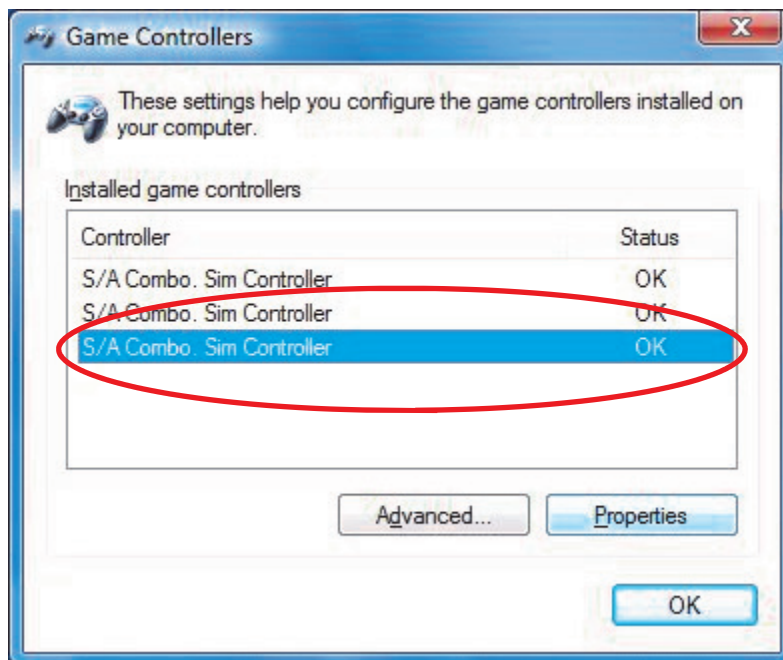 Game Controllers
X
These settings help you configure the game controllers installed on
your computer.
Installed game controllers
Controller Status
S/A Combo. Sim Controller OK
S/A Combo. Sim Controller OK
S/A Combo. Sim Controller OK
Advanced... Properties
OK